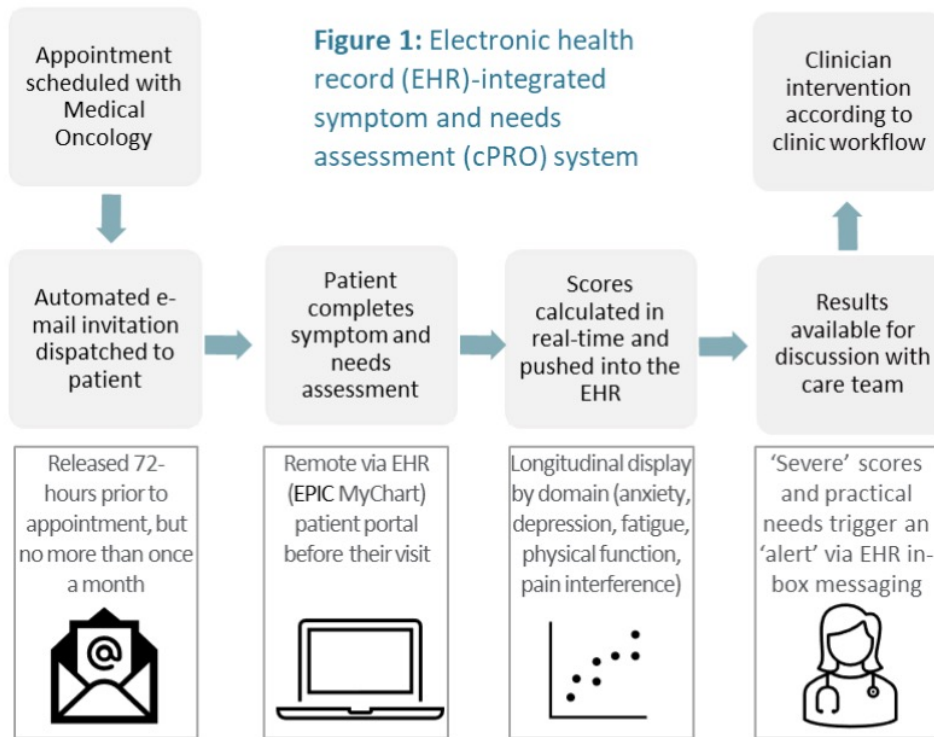 Appointment
scheduled with
Medical
Oncology
Figure 1: Electronic health
record (EHR)-integrated
symptom and needs
assessment (cPRO) system
Clinician
intervention
according to
clinic workflow
Automated e-
mail invitation
dispatched to
patient
Patient
completes
symptom and
needs
assessment
Scores
calculated in
real-time and
pushed into the
EHR
Results
available for
discussion with
care team
Released 72-
hours prior to
appointment, but
no more than once
a month
Remote via EHR
(EPIC MyChart)
patient portal
before their visit
Longitudinal display
by domain (anxiety,
depression, fatigue,
physical function,
pain interference)
‘Severe’ scores
and practical
needs trigger an
‘alert’ via EHR in-
box messaging
@